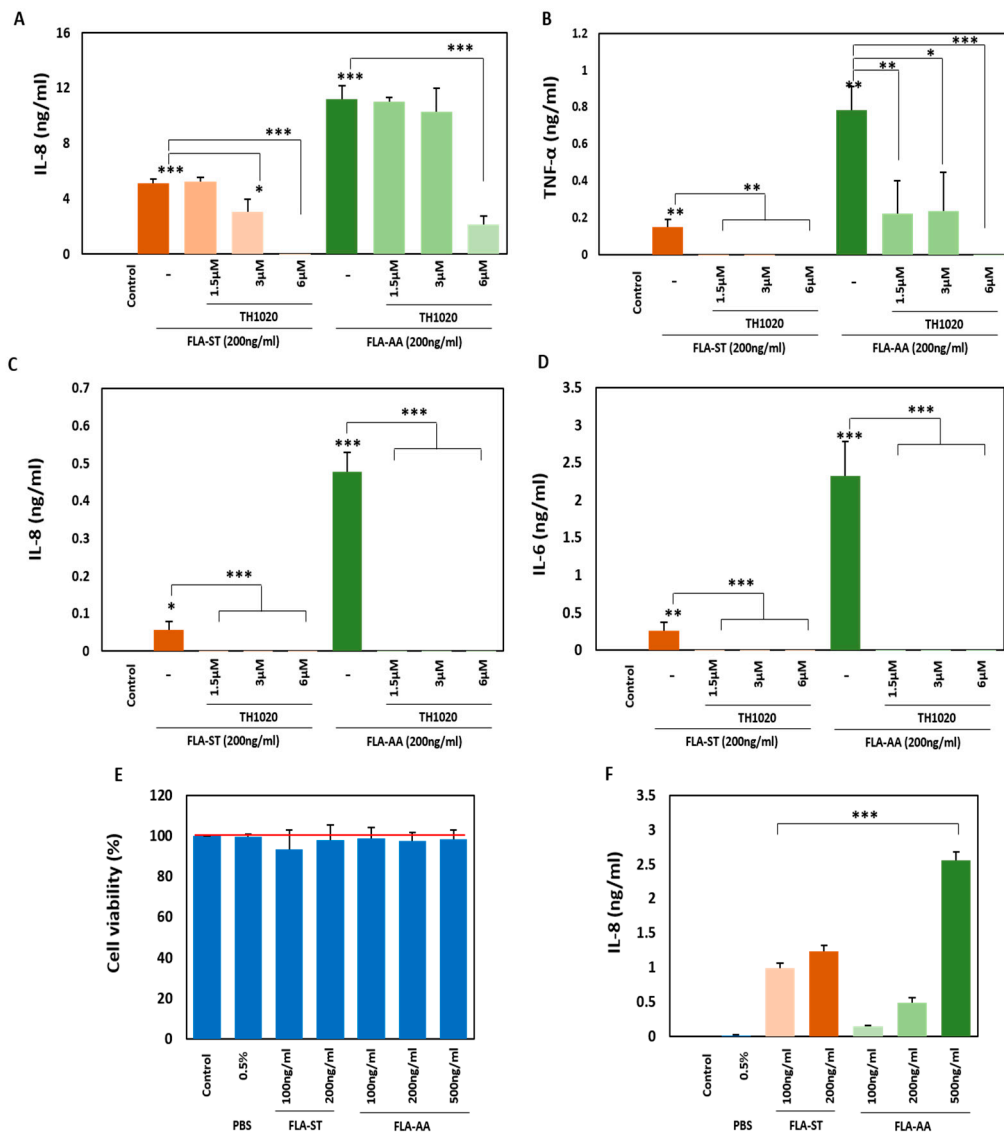 A
IL-8 (ng/ml)
16
12
8
4
0
***
***
***
*
***
***
Control
-
1.5μM
3μM
6μM
-
1.5μM
3μM
6μM
TH1020
TH1020
FLA-ST (200ng/ml)
FLA-AA (200ng/ml)
B
TNF-α (ng/ml)
1.2
1
0.8
0.6
0.4
0.2
0
***
*
**
**
**
**
Control
-
1.5μM
3μM
6μM
-
1.5μM
3μM
6μM
TH1020
TH1020
FLA-ST (200ng/ml)
FLA-AA (200ng/ml)
C
IL-8 (ng/ml)
0.7
0.6
0.5
0.4
0.3
0.2
0.1
0
***
***
***
*
Control
-
1.5μM
3μM
6μM
-
1.5μM
3μM
6μM
TH1020
TH1020
FLA-ST (200ng/ml)
FLA-AA (200ng/ml)
D
IL-6 (ng/ml)
3.5
3
2.5
2
1.5
1
0.5
0
***
***
***
**
Control
-
1.5μM
3μM
6μM
-
1.5μM
3μM
6μM
TH1020
TH1020
FLA-ST (200ng/ml)
FLA-AA (200ng/ml)
E
Cell viability (%)
120
100
80
60
40
20
0
Control
0.5%
100ng/ml
200ng/ml
100ng/ml
200ng/ml
500ng/ml
PBS
FLA-ST
FLA-AA
F
IL-8 (ng/ml)
3.5
3
2.5
2
1.5
1
0.5
0
***
Control
0.5%
100ng/ml
200ng/ml
100ng/ml
200ng/ml
500ng/ml
PBS
FLA-ST
FLA-AA